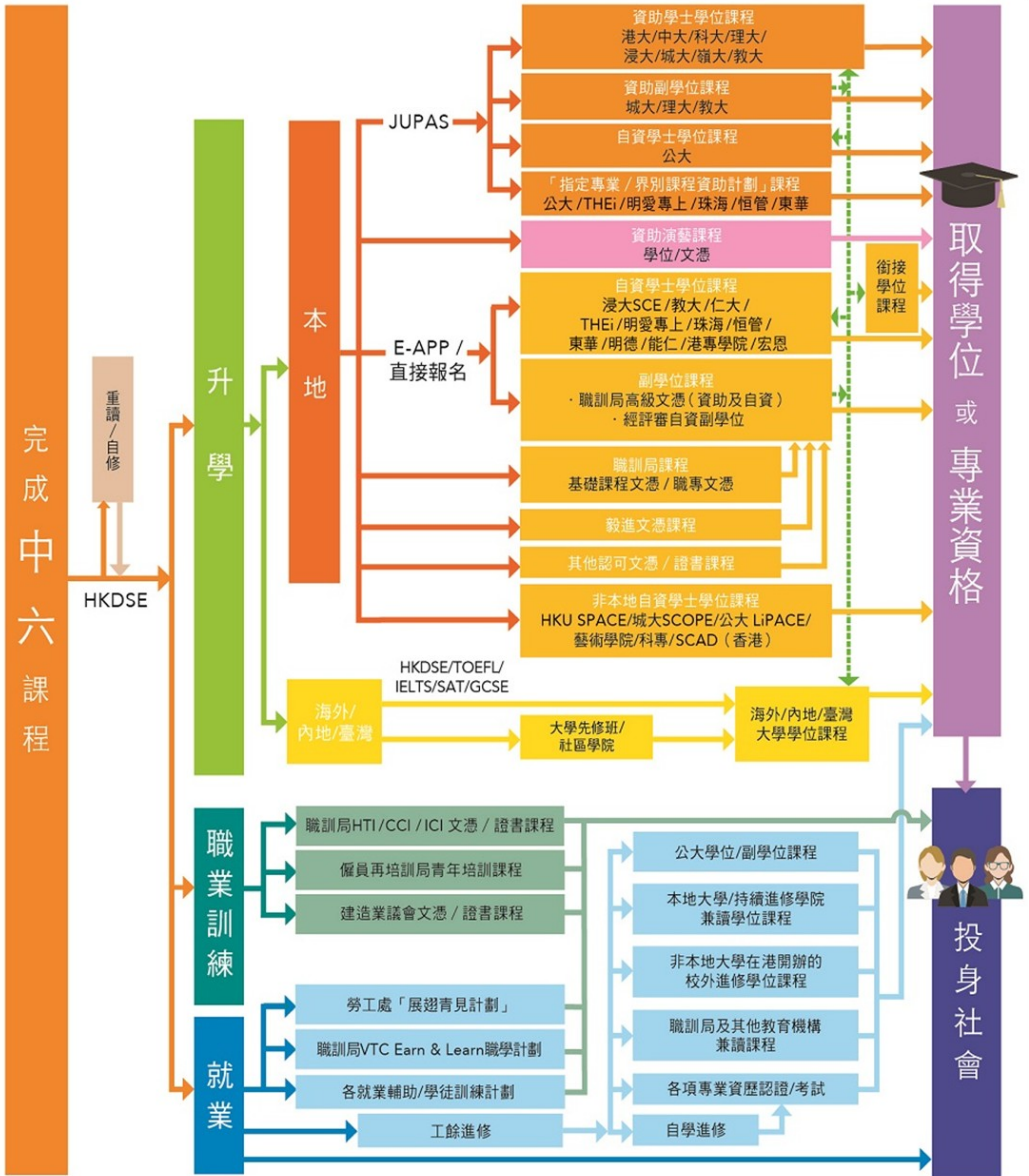 完成中六課程
重讀/自修
HKDSE
升學
本地
JUPAS
資助學士學位課程
港大/中大/科大/理大/
浸大/城大/嶺大/教大
資助副學位課程
城大/理大/教大
自資學士學位課程
公大
「指定專業/界別課程資助計劃」課程
公大/THEi/明愛專上/珠海/恒管/東華
資助演藝課程
學位/文憑
E-APP /
直接報名
自資學士學位課程
浸大SCE/教大/仁大/
THEi/明愛專上/珠海/恒管/
東華/明德/能仁/港專學院/宏恩
銜接
學位
課程
副學位課程
·職訓局高級文憑(資助及自資)
·經評審自資副學位
職訓局課程
基礎課程文憑/職專文憑
毅進文憑課程
其他認可文憑/證書課程
非本地自資學士學位課程
HKU SPACE/城大SCOPE/公大 LiPACE/
藝術學院/科專/SCAD(香港)
海外/
內地/臺灣
HKDSE/TOEFL/
IELTS/SAT/GCSE
大學先修班/
社區學院
海外/內地/臺灣
大學學位課程
取得學位或專業資格
職業訓練
職訓局HTI/CCI/ICI 文憑/證書課程
僱員再培訓局青年培訓課程
建造業議會文憑/證書課程
就業
勞工處「展翅青見計劃」
職訓局VTC Earn & Learn職學計劃
各就業輔助/學徒訓練計劃
工餘進修
公大學位/副學位課程
本地大學/持續進修學院
兼讀學位課程
非本地大學在港開辦的
校外進修學位課程
職訓局及其他教育機構
兼讀課程
各項專業資歷認證/考試
自學進修
投身社會